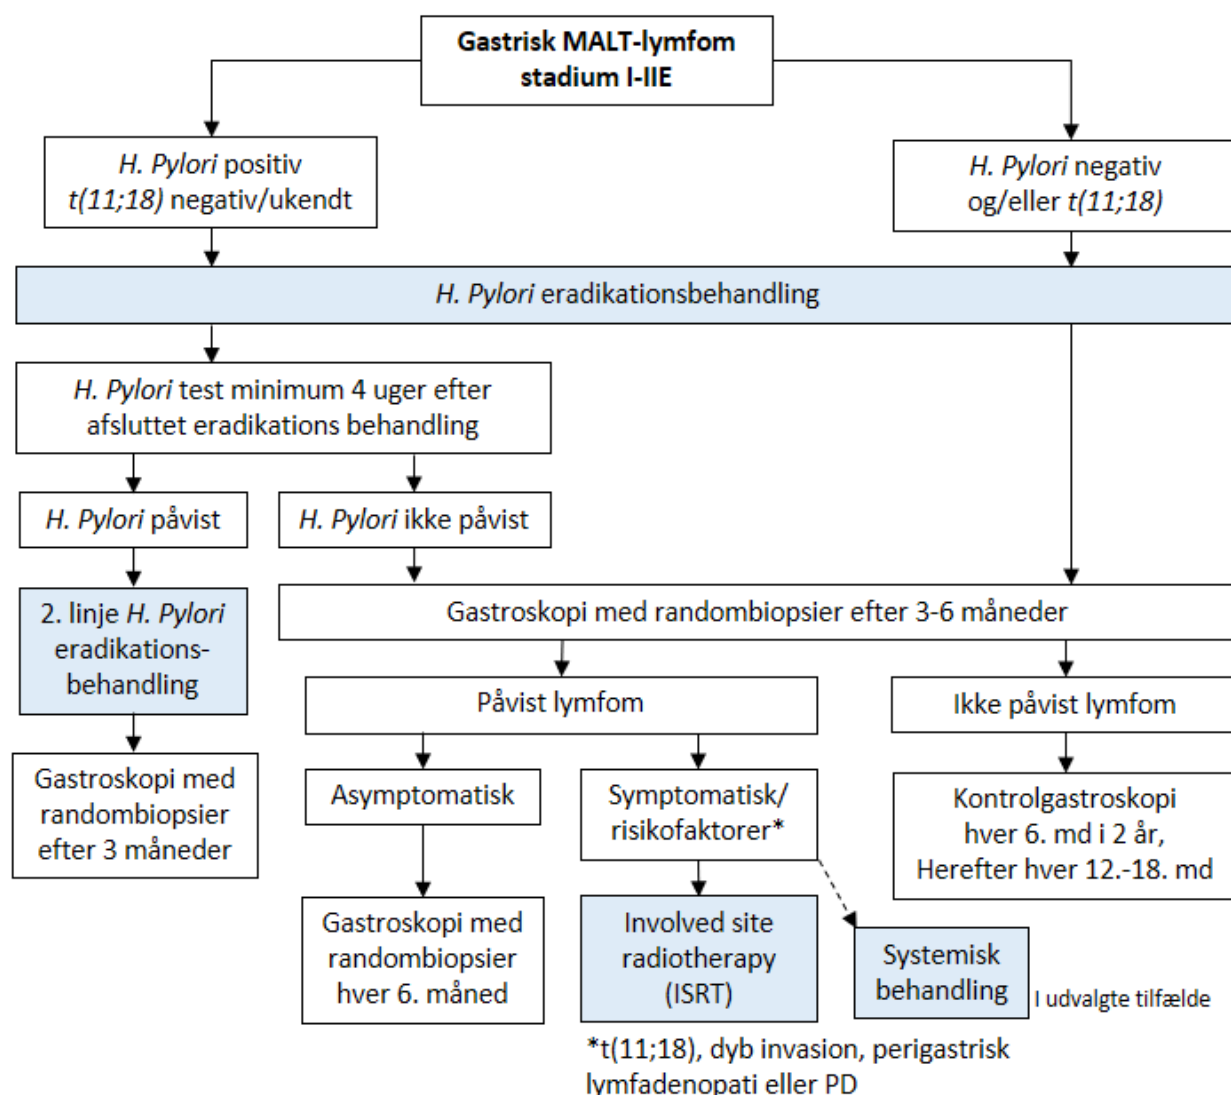 Gastrisk MALT-lymfom
stadium I-IIE
H. Pylori positiv
t(11;18) negativ/ukendt
H. Pylori negativ
og/eller t(11;18)
H. Pylori eradikationsbehandling
H. Pylori test minimum 4 uger efter
afsluttet eradikations behandling
H. Pylori påvist
H. Pylori ikke påvist
2. linje H. Pylori
eradikations-
behandling
Gastroskopi med randombiopsier efter 3-6 måneder
Påvist lymfom
Ikke påvist lymfom
Gastroskopi med
randombiopsier
efter 3 måneder
Asymptomatisk
Symptomatisk/
risikofaktorer*
Kontrolgastroskopi
hver 6. md i 2 år,
Herefter hver 12.-18. md
Gastroskopi med
randombiopsier
hver 6. måned
Involved site
radiotherapy
(ISRT)
Systemisk
behandling
I udvalgte tilfælde
*t(11;18), dyb invasion, perigastrisk
lymfadenopati eller PD